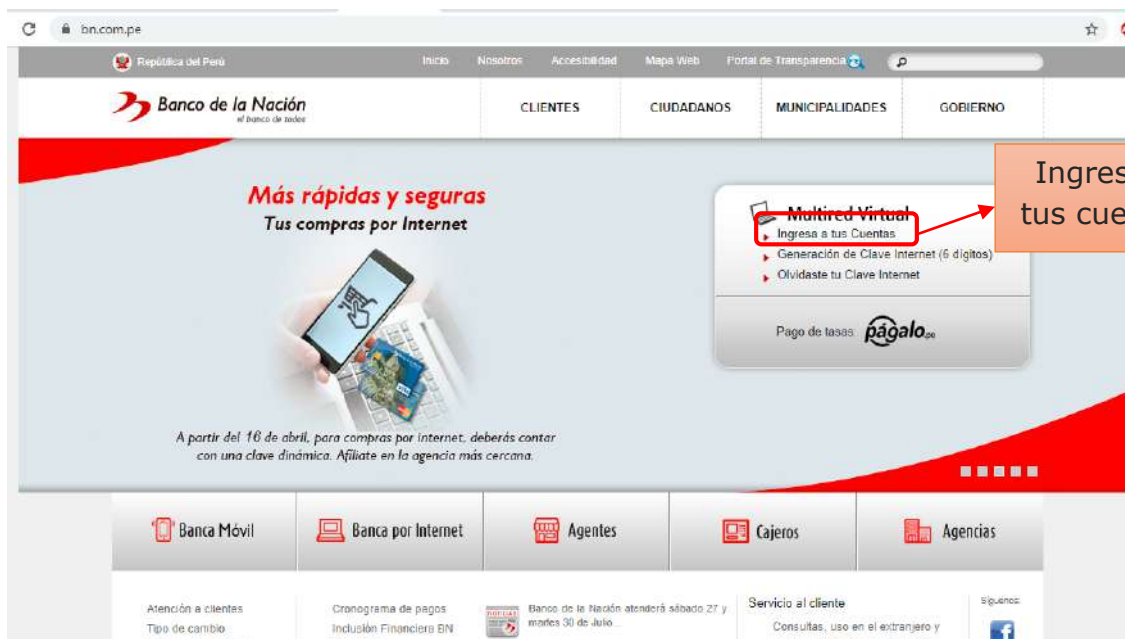 bn.com.pe
República del Perú
Inicio
Nosotros
Accesibilidad
Mapa Web
Portal de Transparencia
Banco de la Nación
el banco de todos
CLIENTES
CIUDADANOS
MUNICIPALIDADES
GOBIERNO
Más rápidas y seguras
Tus compras por Internet
A partir del 16 de abril, para compras por internet, deberás contar
con una clave dinámica. Afíliate en la agencia más cercana.
Multired Virtual
Ingresa a tus Cuentas
Generación de Clave Internet (6 dígitos)
Olvidaste tu Clave Internet
Pago de tasas págalo.pe
Ingres
tus cue
Banca Móvil
Banca por Internet
Agentes
Cajeros
Agencias
Atención a clientes
Tipo de cambio
Cronograma de pagos
Inclusión Financiera BN
NOTICIAS
Banco de la Nación atenderá sábado 27 y
martes 30 de Julio...
Servicio al cliente
Consultas, uso en el extranjero y
Síguenos: